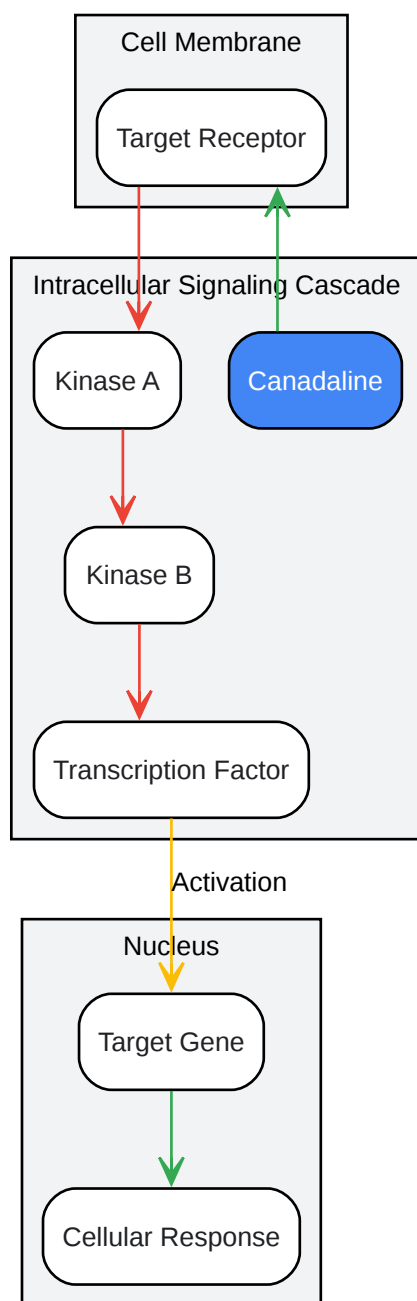 Cell Membrane
Target Receptor
Intracellular Signaling Cascade
Kinase A
Canadaline
Kinase B
Transcription Factor
Activation
Nucleus
Target Gene
Cellular Response